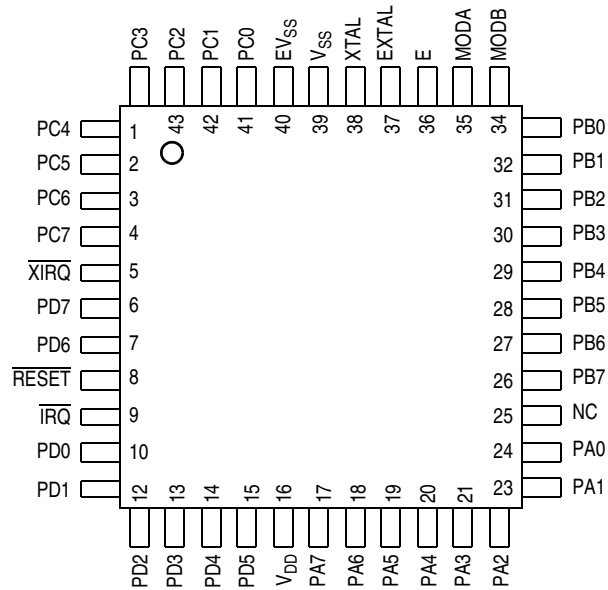 PC3 PC2 PC1 PC0 EVSS VSS XTAL EXTAL E MODA MODB
43 42 41 40 39 38 37 36 35 34
PC4 1 PB0
PC5 2 32 PB1
PC6 3 31 PB2
PC7 4 30 PB3
XIRQ 5 29 PB4
PD7 6 28 PB5
PD6 7 27 PB6
RESET 8 26 PB7
IRQ 9 25 NC
PD0 10 24 PA0
PD1 23 PA1
12 13 14 15 16 17 18 19 20 21
PD2 PD3 PD4 PD5 VDD PA7 PA6 PA5 PA4 PA3 PA2